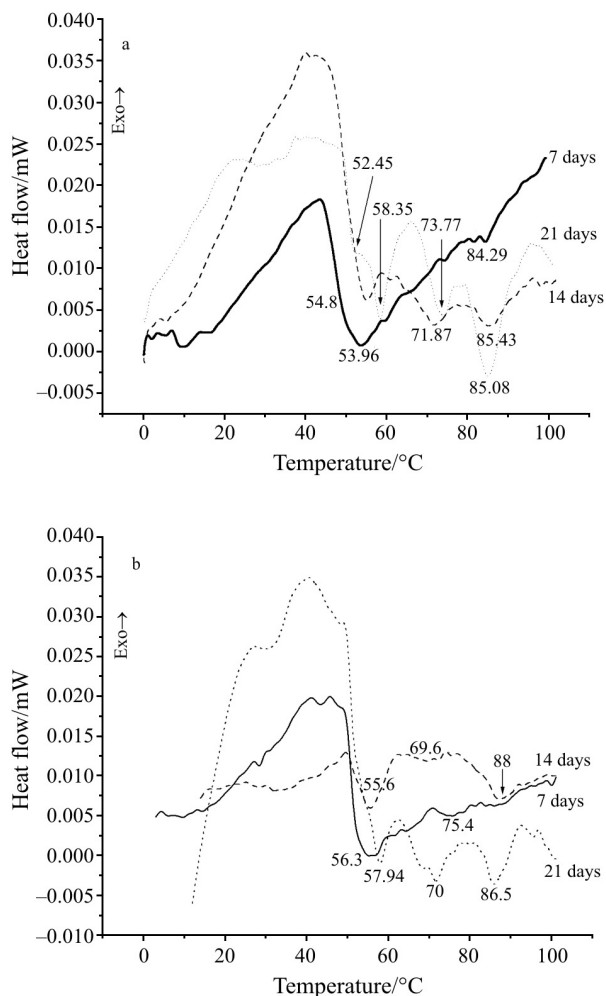 a
Heat flow/mW
Exo→
0.040
0.035
0.030
0.025
0.020
0.015
0.010
0.005
0.000
–0.005
52.45
58.35
73.77
7 days
21 days
84.29
14 days
54.8
53.96
71.87
85.43
85.08
0 20 40 60 80 100
Temperature/°C
b
Heat flow/mW
Exo→
0.040
0.035
0.030
0.025
0.020
0.015
0.010
0.005
0.000
–0.005
–0.010
69.6
88
14 days
55.6
7 days
75.4
56.3
57.94
21 days
70
86.5
0 20 40 60 80 100
Temperature/°C